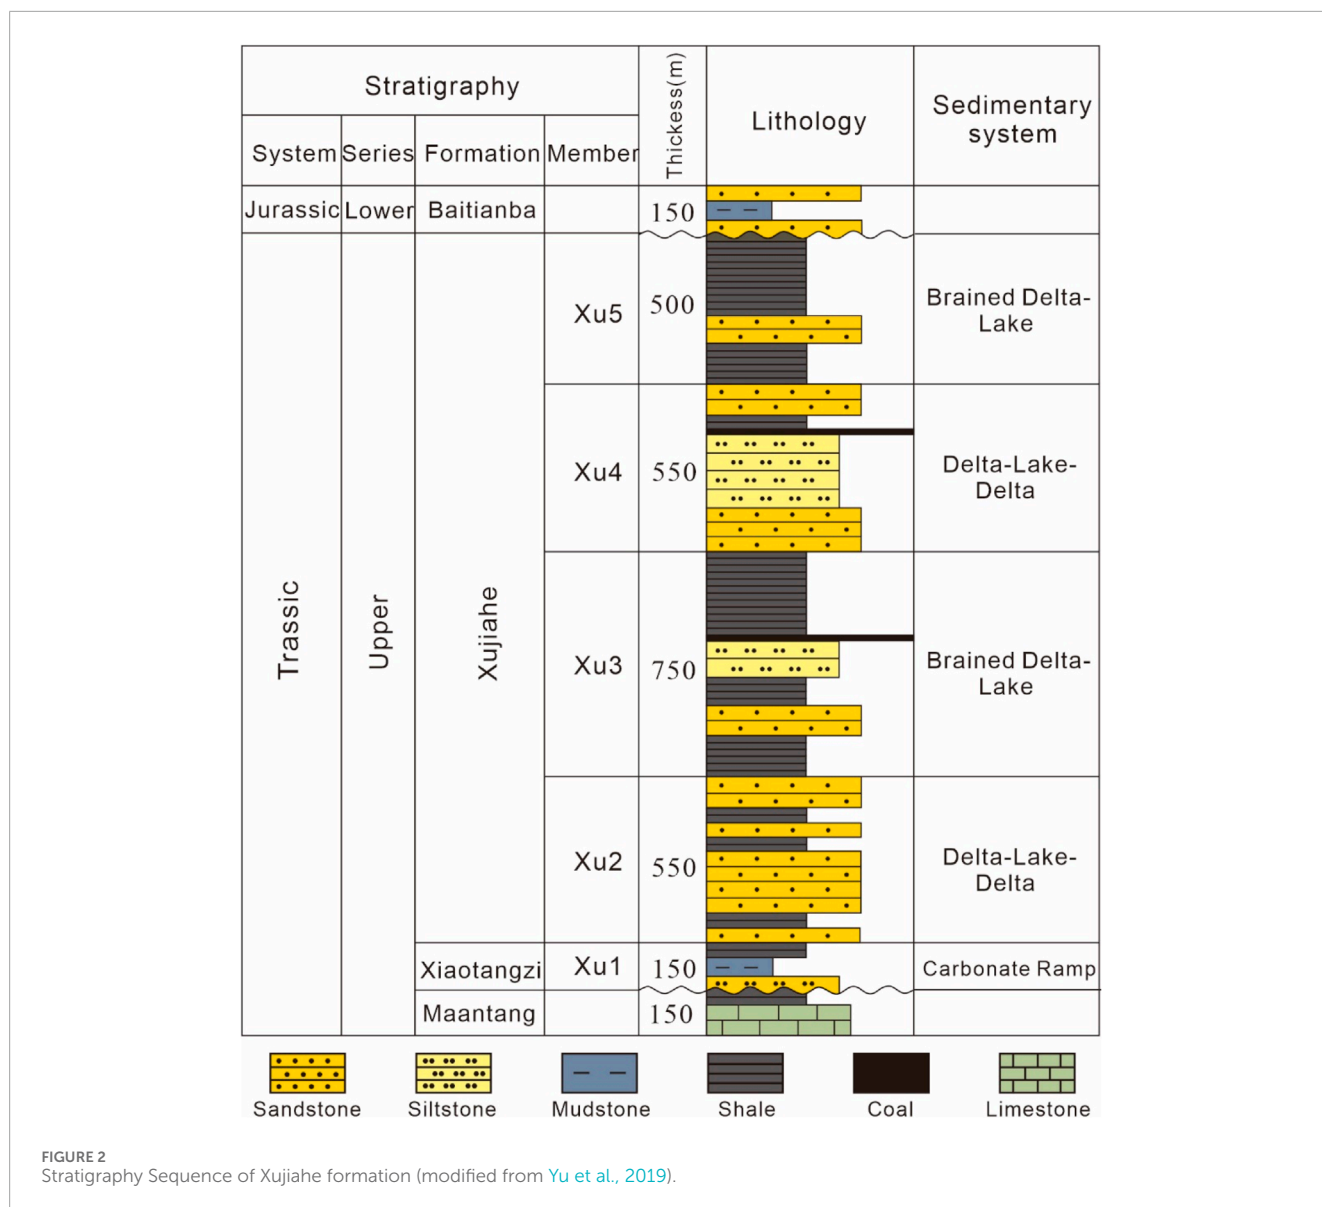 Stratigraphy
Thickess(m)
Lithology
Sedimentary
system
System
Series
Formation
Member
Jurassic
Lower
Baitianba
150
Trassic
Upper
Xujiahe
Xu5
500
Brained Delta-
Lake
Xu4
550
Delta-Lake-
Delta
Xu3
750
Brained Delta-
Lake
Xu2
550
Delta-Lake-
Delta
Xiaotangzi
Xu1
150
Carbonate Ramp
Maantang
150
Sandstone
Siltstone
Mudstone
Shale
Coal
Limestone
FIGURE 2
Stratigraphy Sequence of Xujiahe formation (modified from Yu et al., 2019).